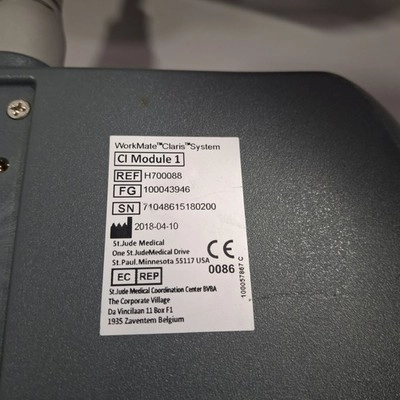 WorkMate™Claris™System
CI Module 1
REF H700088
FG 100043946
SN 71048615180200
2018-04-10
St.Jude Medical
One St.JudeMedical Drive
St.Paul.Minnesota 55117 USA
CE
0086
EC REP
St.Jude Medical Coordination Center BVBA
The Corporate Village
Da Vincilaan 11 Box F1
1935 Zaventem Belgium
100057867 C